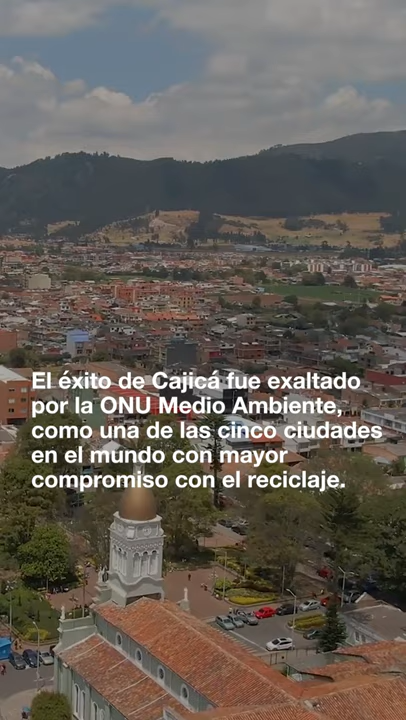 El éxito de Cajicá fue exaltado
por la ONU Medio Ambiente,
como una de las cinco ciudades
en el mundo con mayor
compromiso con el reciclaje.